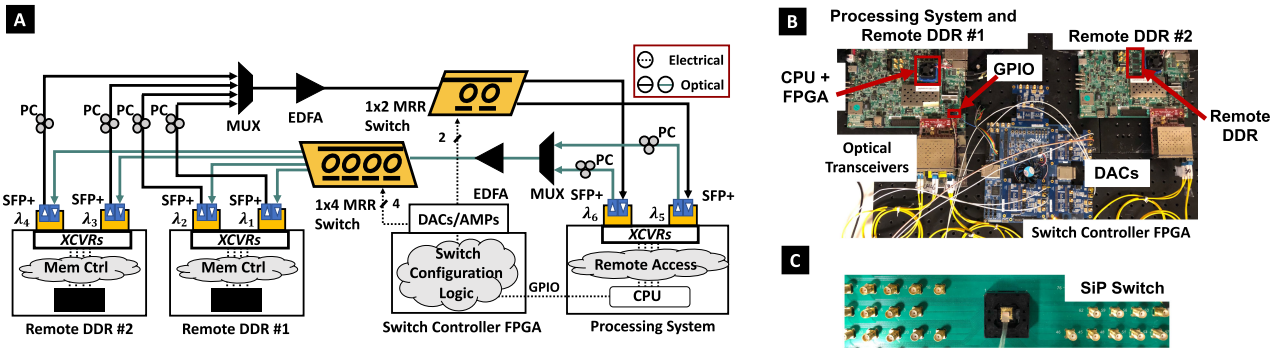 A
Electrical
Optical
PC
PC
PC
PC
MUX
EDFA
1x2 MRR
Switch
2
PC
PC
1x4 MRR
Switch
4
EDFA
MUX
SFP+
SFP+
SFP+
SFP+
SFP+
SFP+
λ4
λ3
λ2
λ1
λ6
λ5
DACs/AMPs
XCVRs
XCVRs
XCVRs
Mem Ctrl
Mem Ctrl
Switch
Configuration
Logic
GPIO
Remote Access
CPU
Remote DDR #2
Remote DDR #1
Switch Controller FPGA
Processing System
B
Processing System and
Remote DDR #1
Remote DDR #2
CPU +
FPGA
GPIO
Remote
DDR
Optical
Transceivers
DACs
Switch Controller FPGA
C
SiP Switch